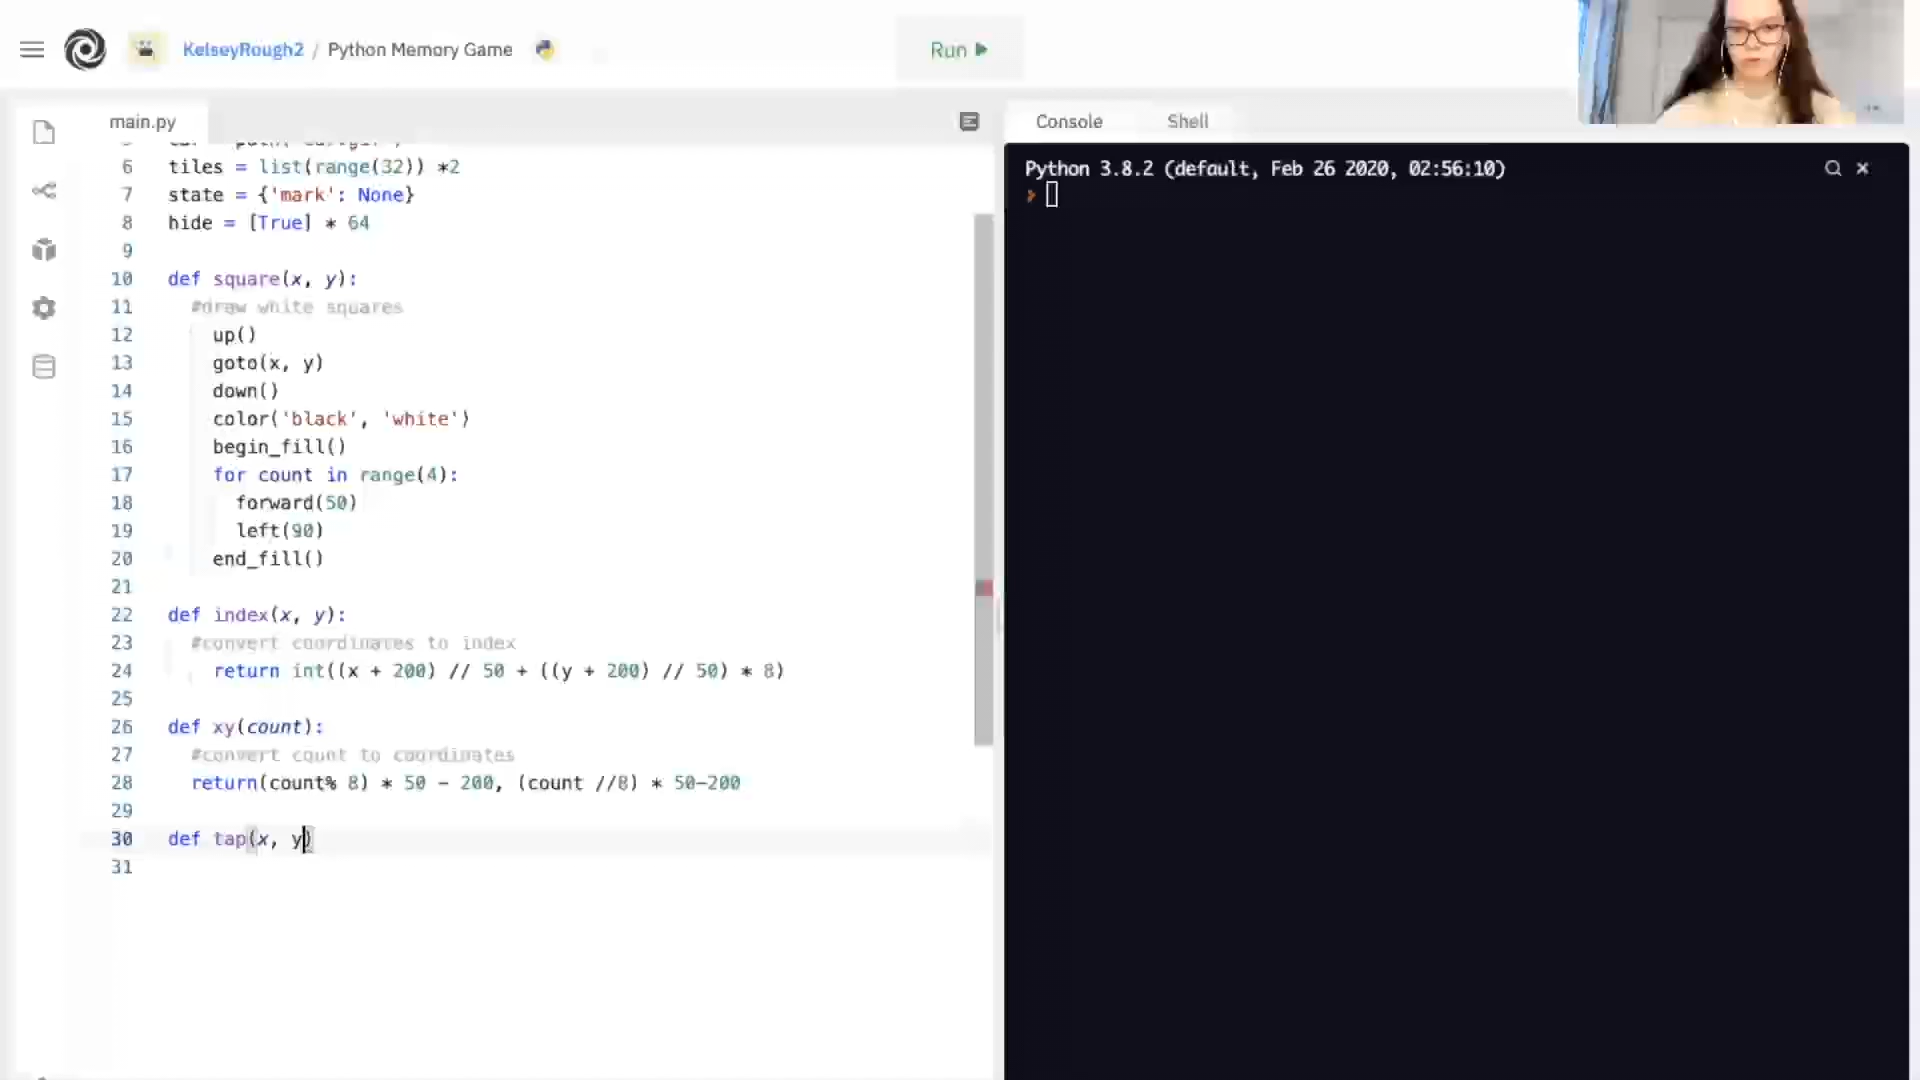 KelseyRough2 / Python Memory Game
Run
main.py
Console
Shell
6 tiles = list(range(32)) *2
7 state = {'mark': None}
8 hide = [True] * 64
9
10 def square(x, y):
11 #draw white squares
12 up()
13 goto(x, y)
14 down()
15 color('black', 'white')
16 begin_fill()
17 for count in range(4):
18 forward(50)
19 left(90)
20 end_fill()
21
22 def index(x, y):
23 #convert coordinates to index
24 return int((x + 200) // 50 + ((y + 200) // 50) * 8)
25
26 def xy(count):
27 #convert count to coordinates
28 return(count% 8) * 50 - 200, (count //8) * 50-200
29
30 def tap(x, y)
31
Python 3.8.2 (default, Feb 26 2020, 02:56:10)